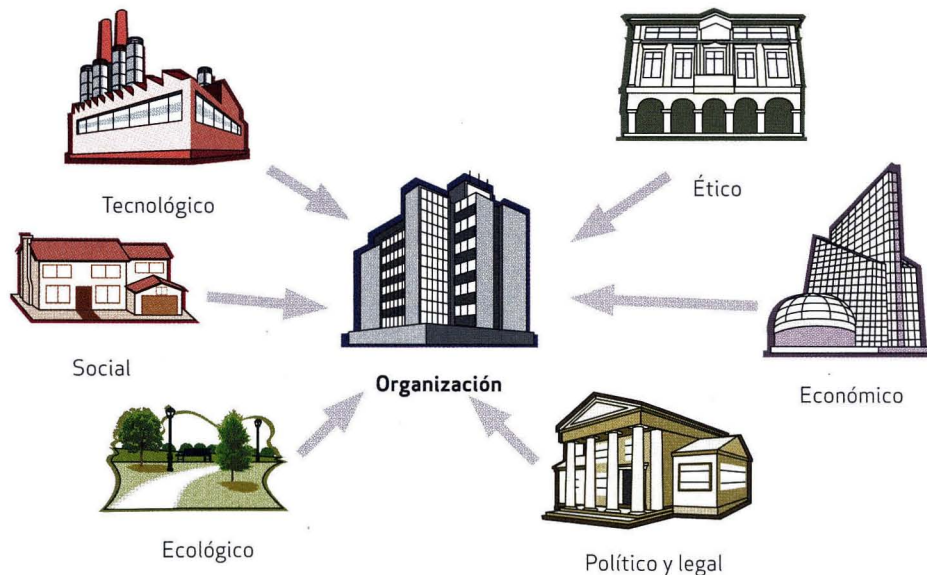 Tecnológico
Ético
Social
Organización
Económico
Ecológico
Político y legal